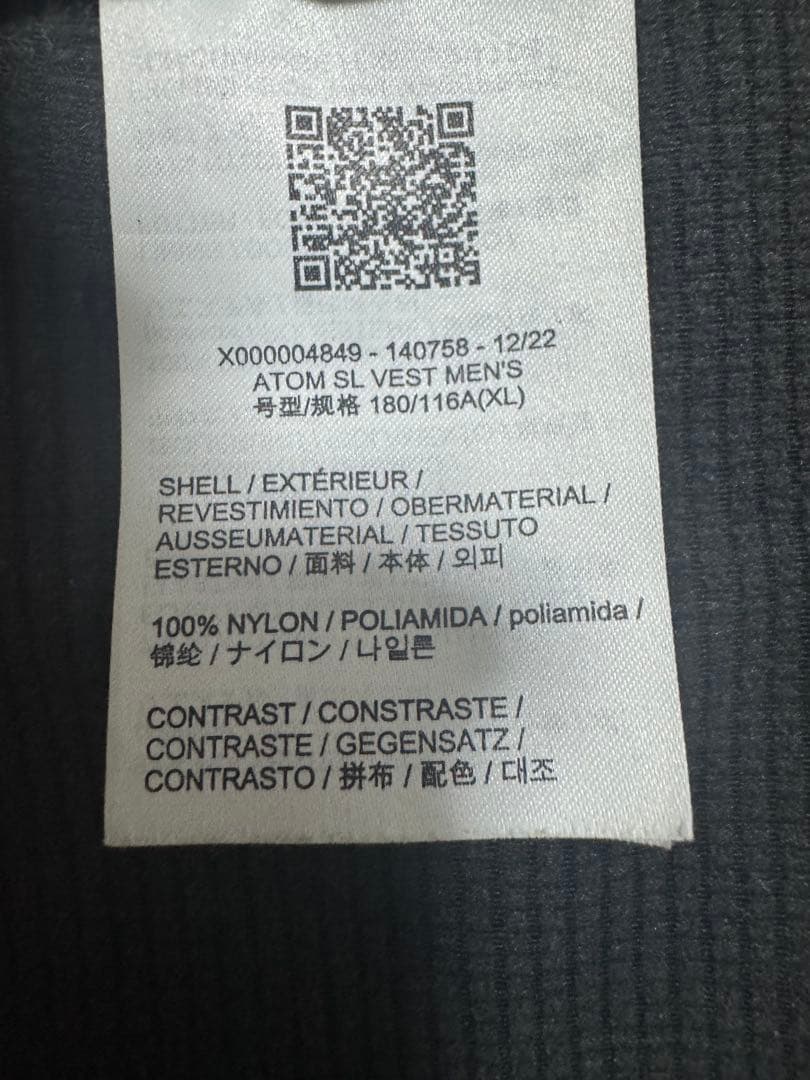 X000004849 - 140758 - 12/22
ATOM SL VEST MEN'S
号型/规格 180/116A(XL)
SHELL / EXTÉRIEUR /
REVESTIMIENTO / OBERMATERIAL /
AUSSEUMATERIAL / TESSUTO
ESTERNO / 面料 / 本体 / 외피
100% NYLON / POLIAMIDA / poliamida /
锦纶 / ナイロン / 나일론
CONTRAST / CONSTRASTE /
CONTRASTE / GEGENSATZ /
CONTRASTO / 拼布 / 配色 / 대조